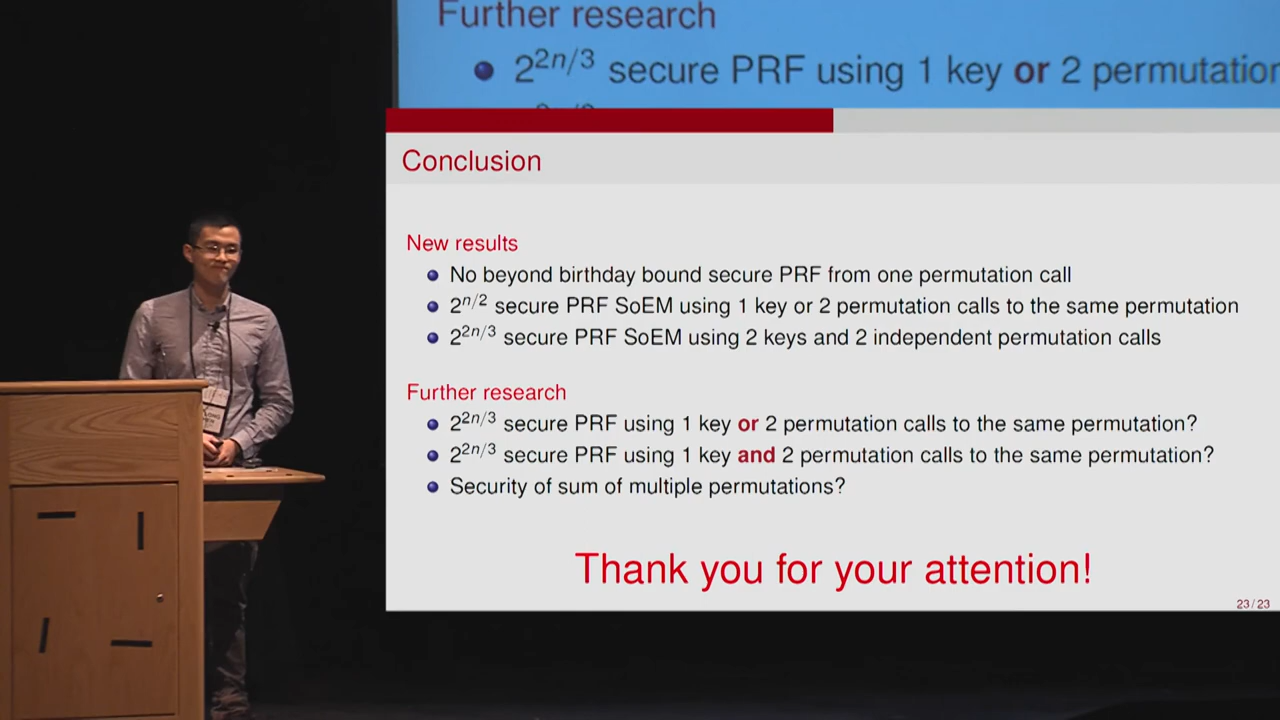 Further research
2^{2n/3} secure PRF using 1 key or 2 permutation
Conclusion
New results
No beyond birthday bound secure PRF from one permutation call
2^{n/2} secure PRF SoEM using 1 key or 2 permutation calls to the same permutation
2^{2n/3} secure PRF SoEM using 2 keys and 2 independent permutation calls
Further research
2^{2n/3} secure PRF using 1 key or 2 permutation calls to the same permutation?
2^{2n/3} secure PRF using 1 key and 2 permutation calls to the same permutation?
Security of sum of multiple permutations?
Thank you for your attention!
23 / 23